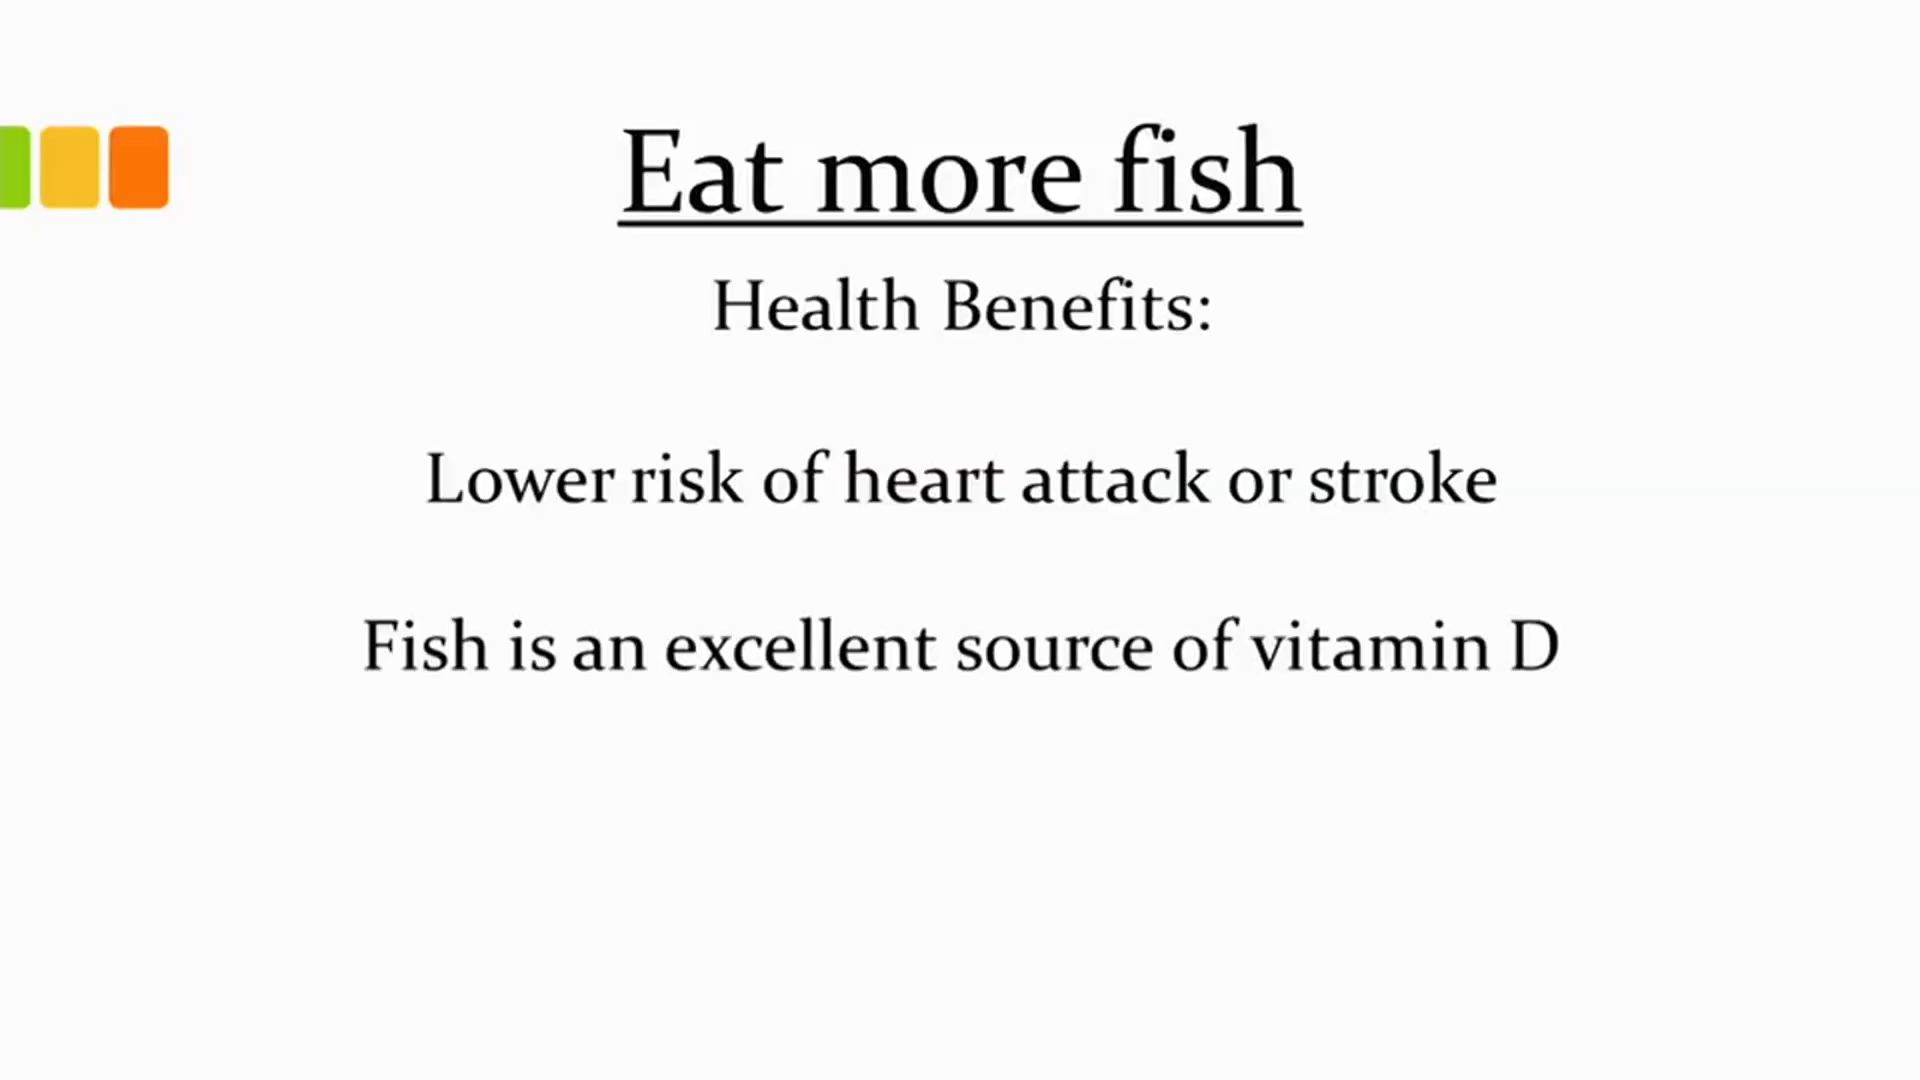 Eat more fish
Health Benefits:
Lower risk of heart attack or stroke
Fish is an excellent source of vitamin D